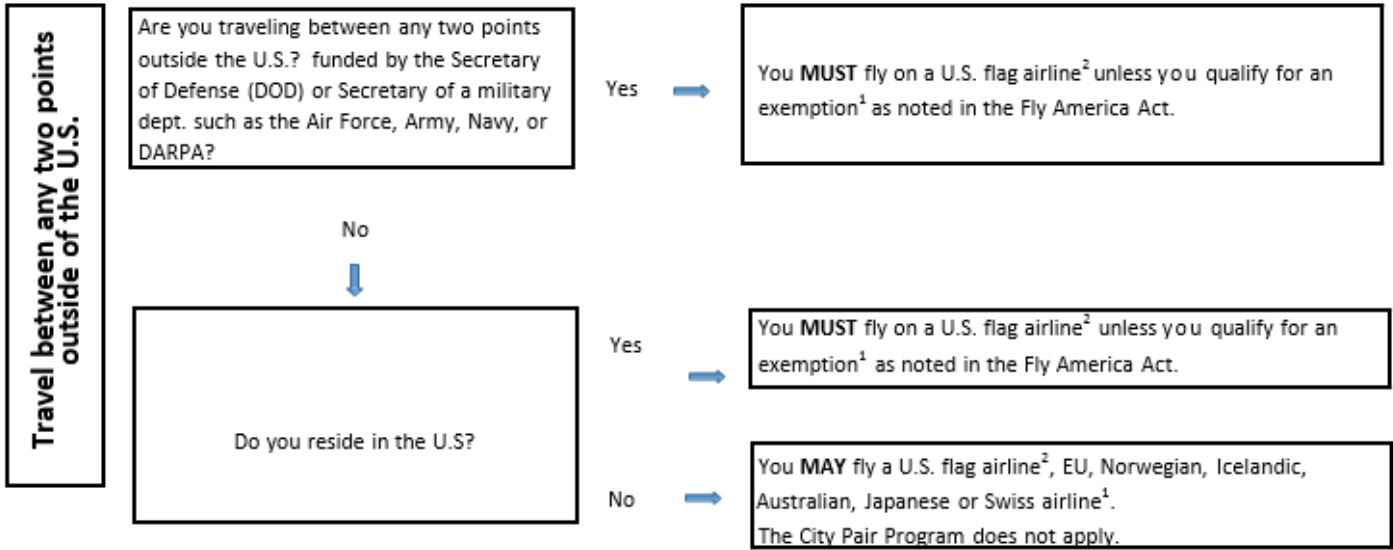 Travel between any two points
outside of the U.S.
Are you traveling between any two points
outside the U.S.? funded by the Secretary
of Defense (DOD) or Secretary of a military
dept. such as the Air Force, Army, Navy, or
DARPA?
Yes
You MUST fly on a U.S. flag airline² unless you qualify for an
exemption¹ as noted in the Fly America Act.
No
Do you reside in the U.S?
Yes
You MUST fly on a U.S. flag airline² unless you qualify for an
exemption¹ as noted in the Fly America Act.
No
You MAY fly a U.S. flag airline², EU, Norwegian, Icelandic,
Australian, Japanese or Swiss airline¹.
The City Pair Program does not apply.